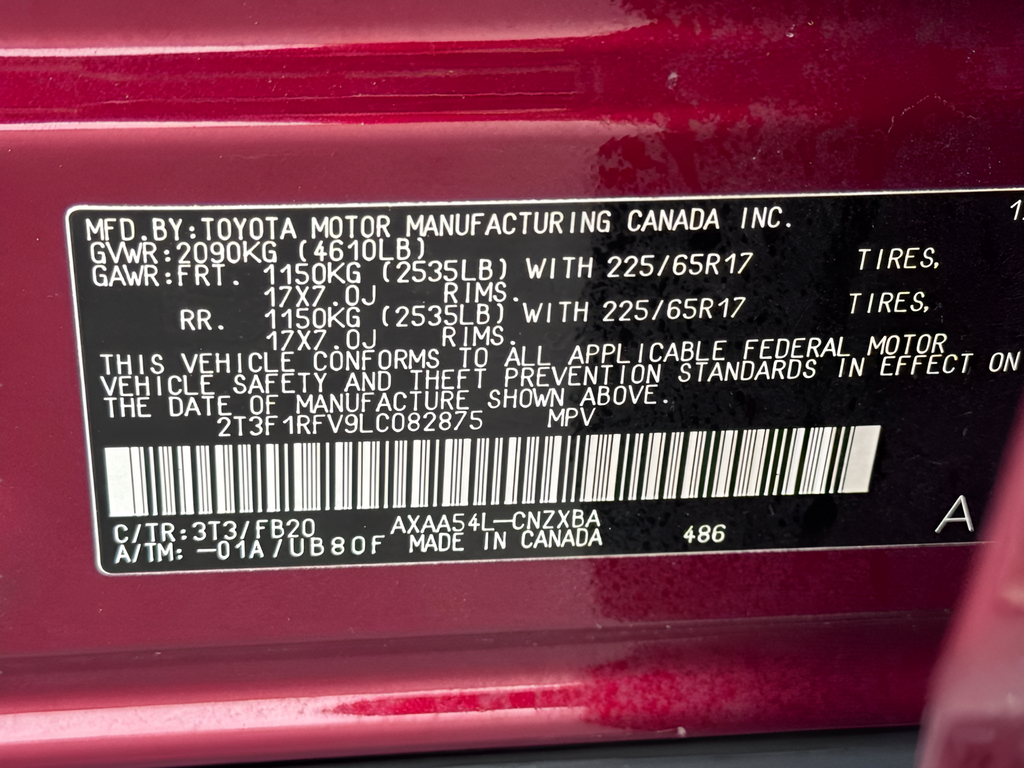 MFD.BY:TOYOTA MOTOR MANUFACTURING CANADA INC.
GVWR:2090KG (4610LB)
GAWR:FRT. 1150KG (2535LB) WITH 225/65R17 TIRES,
17X7.0J RIMS.
RR. 1150KG (2535LB) WITH 225/65R17 TIRES,
17X7.0J RIMS.
THIS VEHICLE CONFORMS TO ALL APPLICABLE FEDERAL MOTOR
VEHICLE SAFETY AND THEFT PREVENTION STANDARDS IN EFFECT ON
THE DATE OF MANUFACTURE SHOWN ABOVE.
2T3F1RFV9LC082875 MPV
C/TR:3T3/FB20 AXAA54L-CNZXBA
A/TM: -01A/UB80F MADE IN CANADA 486
A